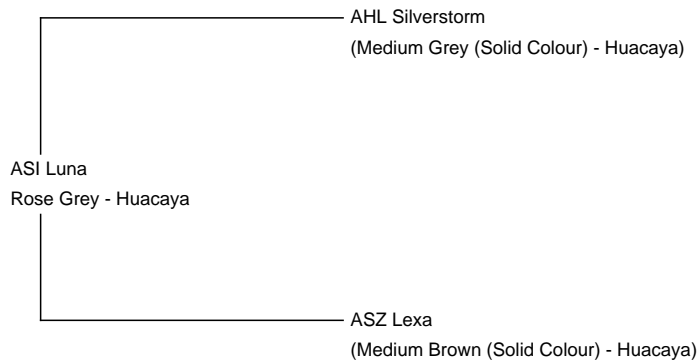 AHL Silverstorm
(Medium Grey (Solid Colour) - Huacaya)
ASI Luna
Rose Grey - Huacaya
ASZ Lexa
(Medium Brown (Solid Colour) - Huacaya)